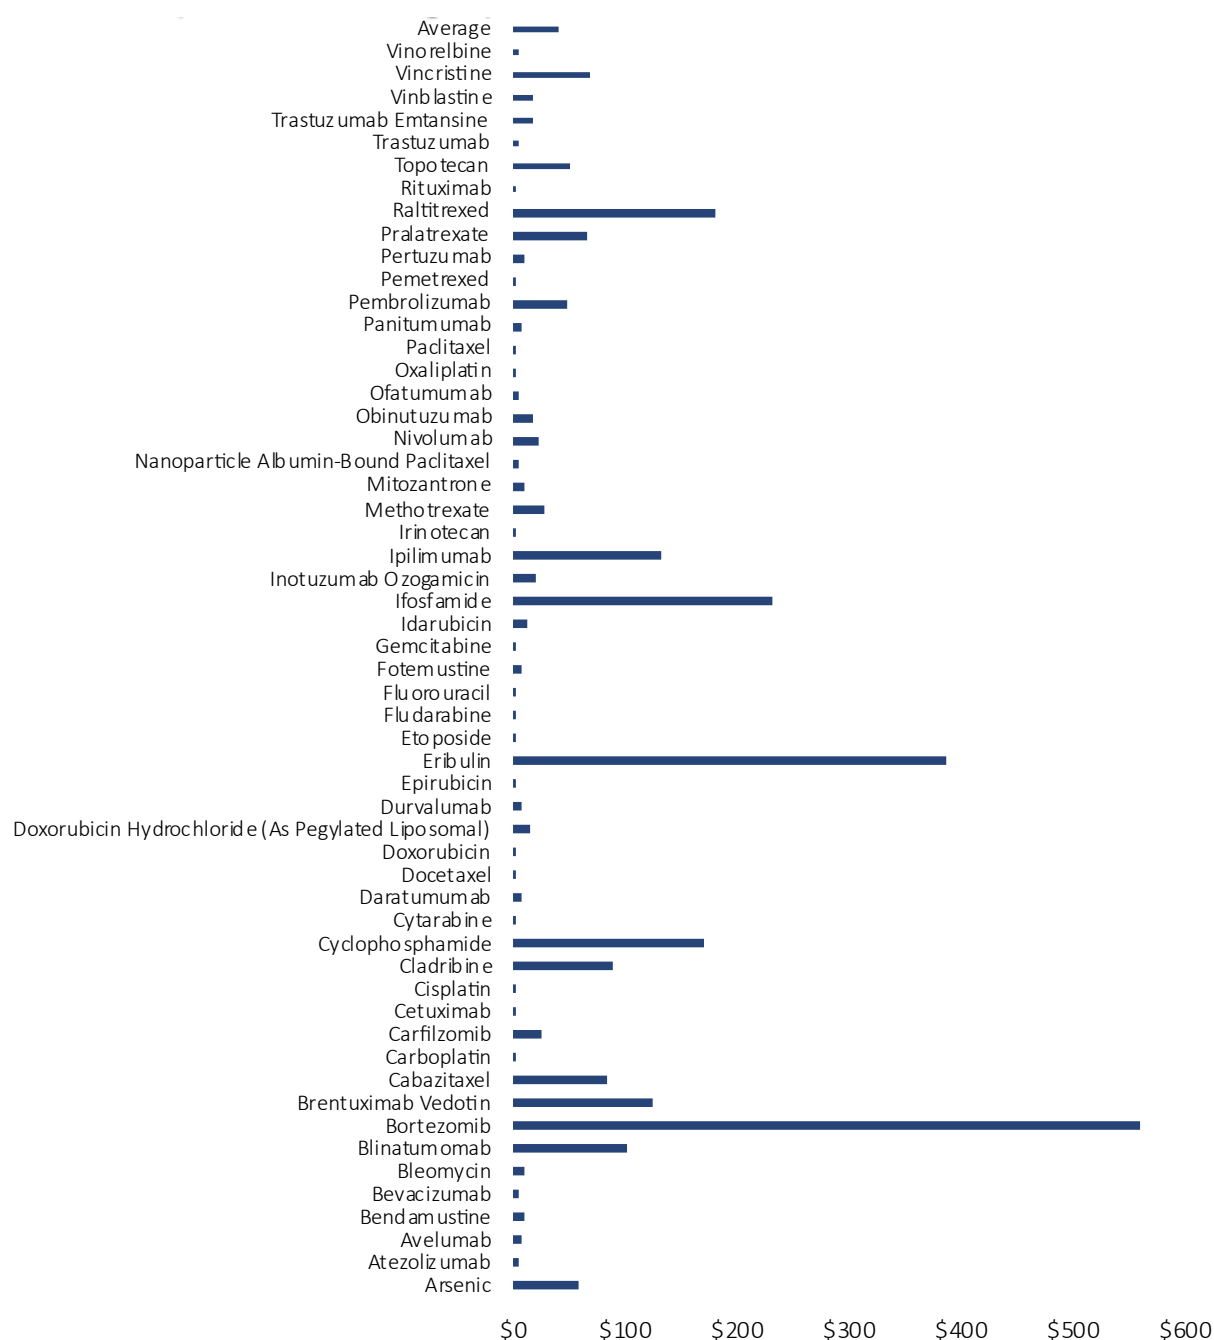 Average
Vinorelbine
Vincristine
Vinblastine
Trastuzumab Emtansine
Trastuzumab
Topotecan
Rituximab
Raltitrexed
Pralatrexate
Pertuzumab
Pemetrexed
Pembrolizumab
Panitumumab
Paclitaxel
Oxaliplatin
Ofatumumab
Obinutuzumab
Nivolumab
Nanoparticle Albumin-Bound Paclitaxel
Mitozantrone
Methotrexate
Irinotecan
Ipilimumab
Inotuzumab Ozogamicin
Ifosfamide
Idarubicin
Gemcitabine
Fotemustine
Fluorouracil
Fludarabine
Etoposide
Eribulin
Epirubicin
Durvalumab
Doxorubicin Hydrochloride (As Pegylated Liposomal)
Doxorubicin
Docetaxel
Daratumumab
Cytarabine
Cyclophosphamide
Cladribine
Cisplatin
Cetuximab
Carfilzomib
Carboplatin
Cabazitaxel
Brentuximab Vedotin
Bortezomib
Blinatumomab
Bleomycin
Bevacizumab
Bendamustine
Avelumab
Atezolizumab
Arsenic
$0 $100 $200 $300 $400 $500 $600